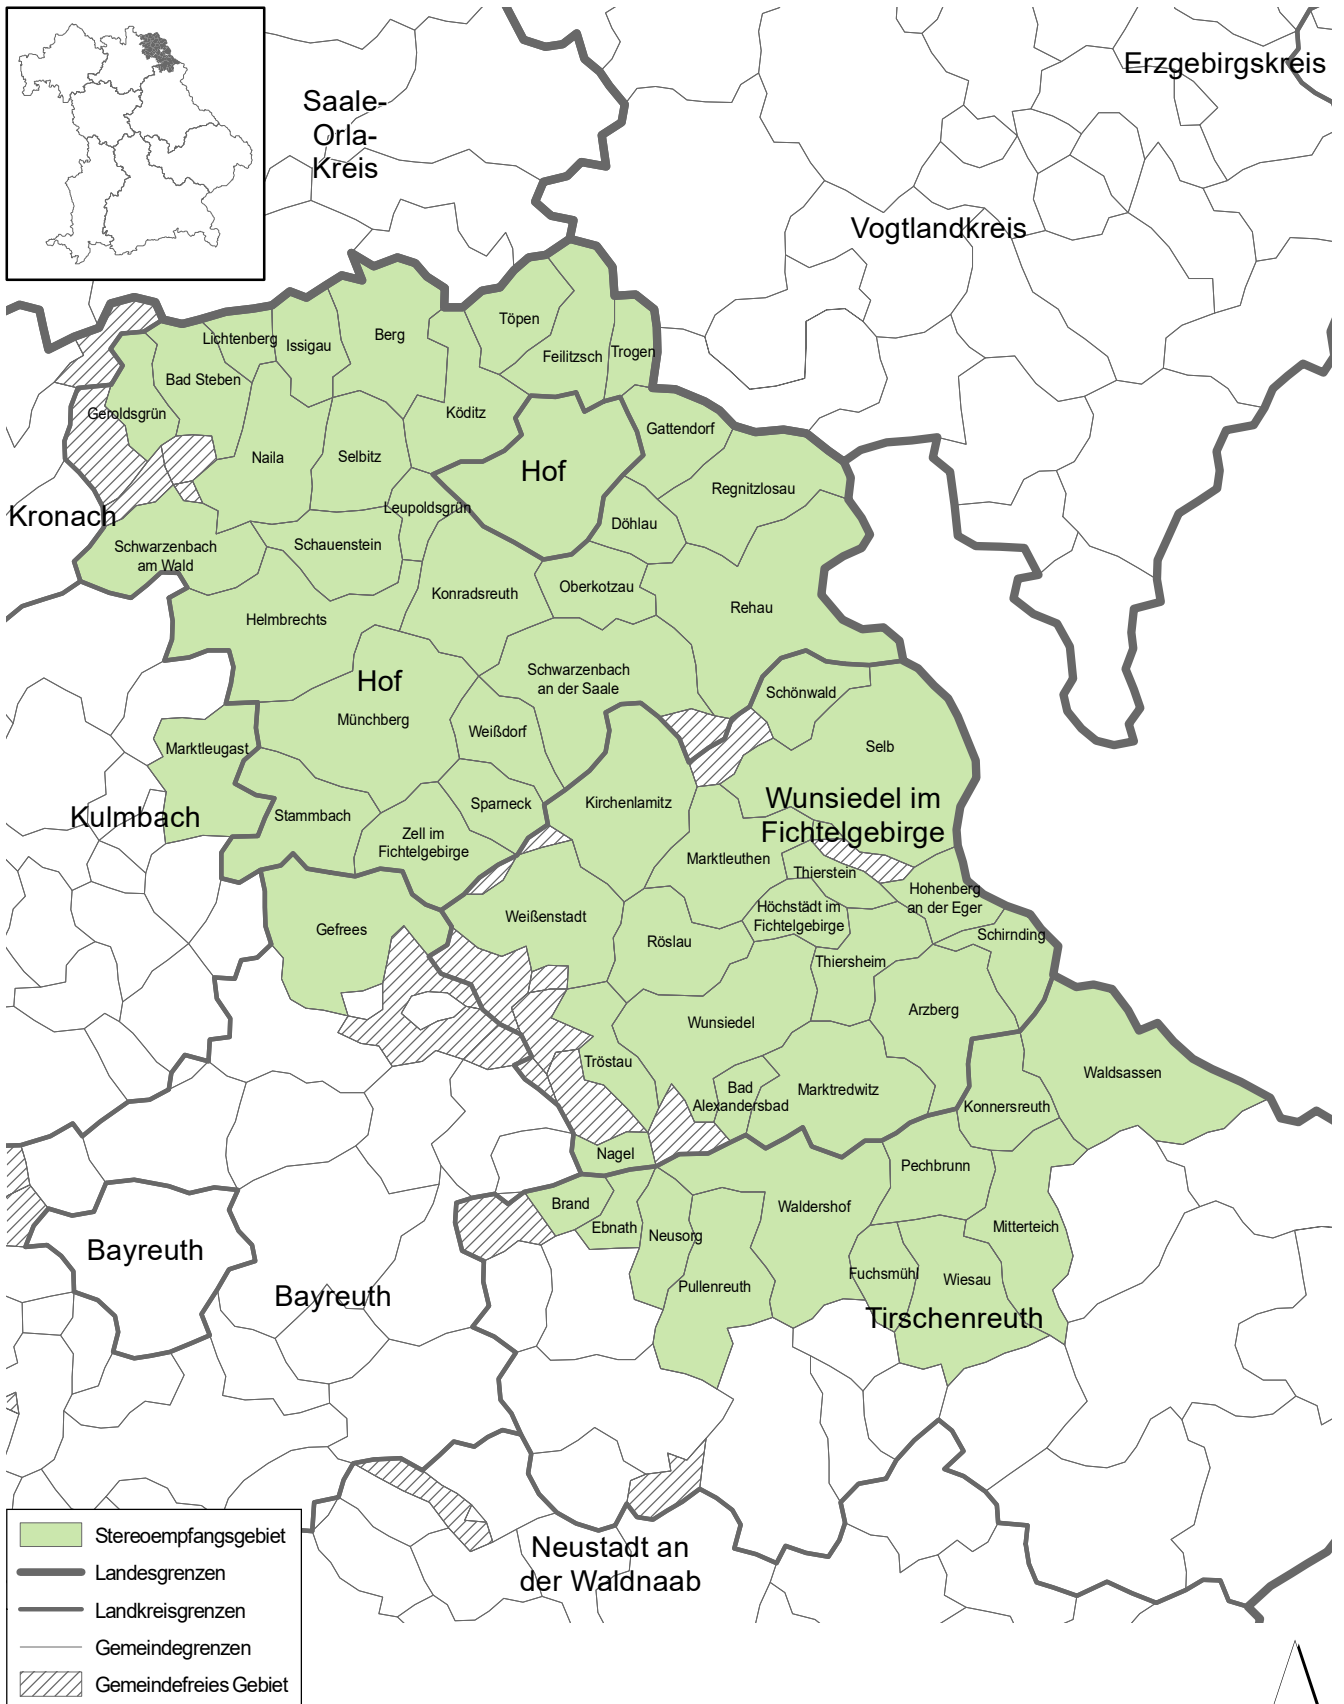 Erzgebirgskreis
Saale-
Orla-
Kreis
Vogtlandkreis
Töpen
Berg
Lichtenberg
Issigau
Feilitzsch
Trogen
Bad Steben
Geroldsgrün
Köditz
Gattendorf
Naila
Selbitz
Hof
Regnitzlosau
Leupoldsgrün
Kronach
Döhlau
Schauenstein
Schwarzenbach
am Wald
Oberkotzau
Konradsreuth
Rehau
Helmbrechts
Schwarzenbach
an der Saale
Hof
Schönwald
Münchberg
Weißdorf
Marktleugast
Selb
Kirchenlamitz
Sparneck
Wunsiedel im
Fichtelgebirge
Kulmbach
Stammbach
Zell im
Fichtelgebirge
Marktleuthen
Thierstein
Hohenberg
an der Eger
Höchstädt im
Fichtelgebirge
Weißenstadt
Gefrees
Röslau
Schirnding
Thiersheim
Arzberg
Wunsiedel
Tröstau
Waldsassen
Bad
Alexandersbad
Marktredwitz
Konnersreuth
Nagel
Pechbrunn
Brand
Waldershof
Ebnath
Neusorg
Mitterteich
Bayreuth
Fuchsmühl
Wiesau
Pullenreuth
Bayreuth
Tirschenreuth
Neustadt an
der Waldnaab
Stereoempfangsgebiet
Landesgrenzen
Landkreisgrenzen
Gemeindegrenzen
Gemeindefreies Gebiet